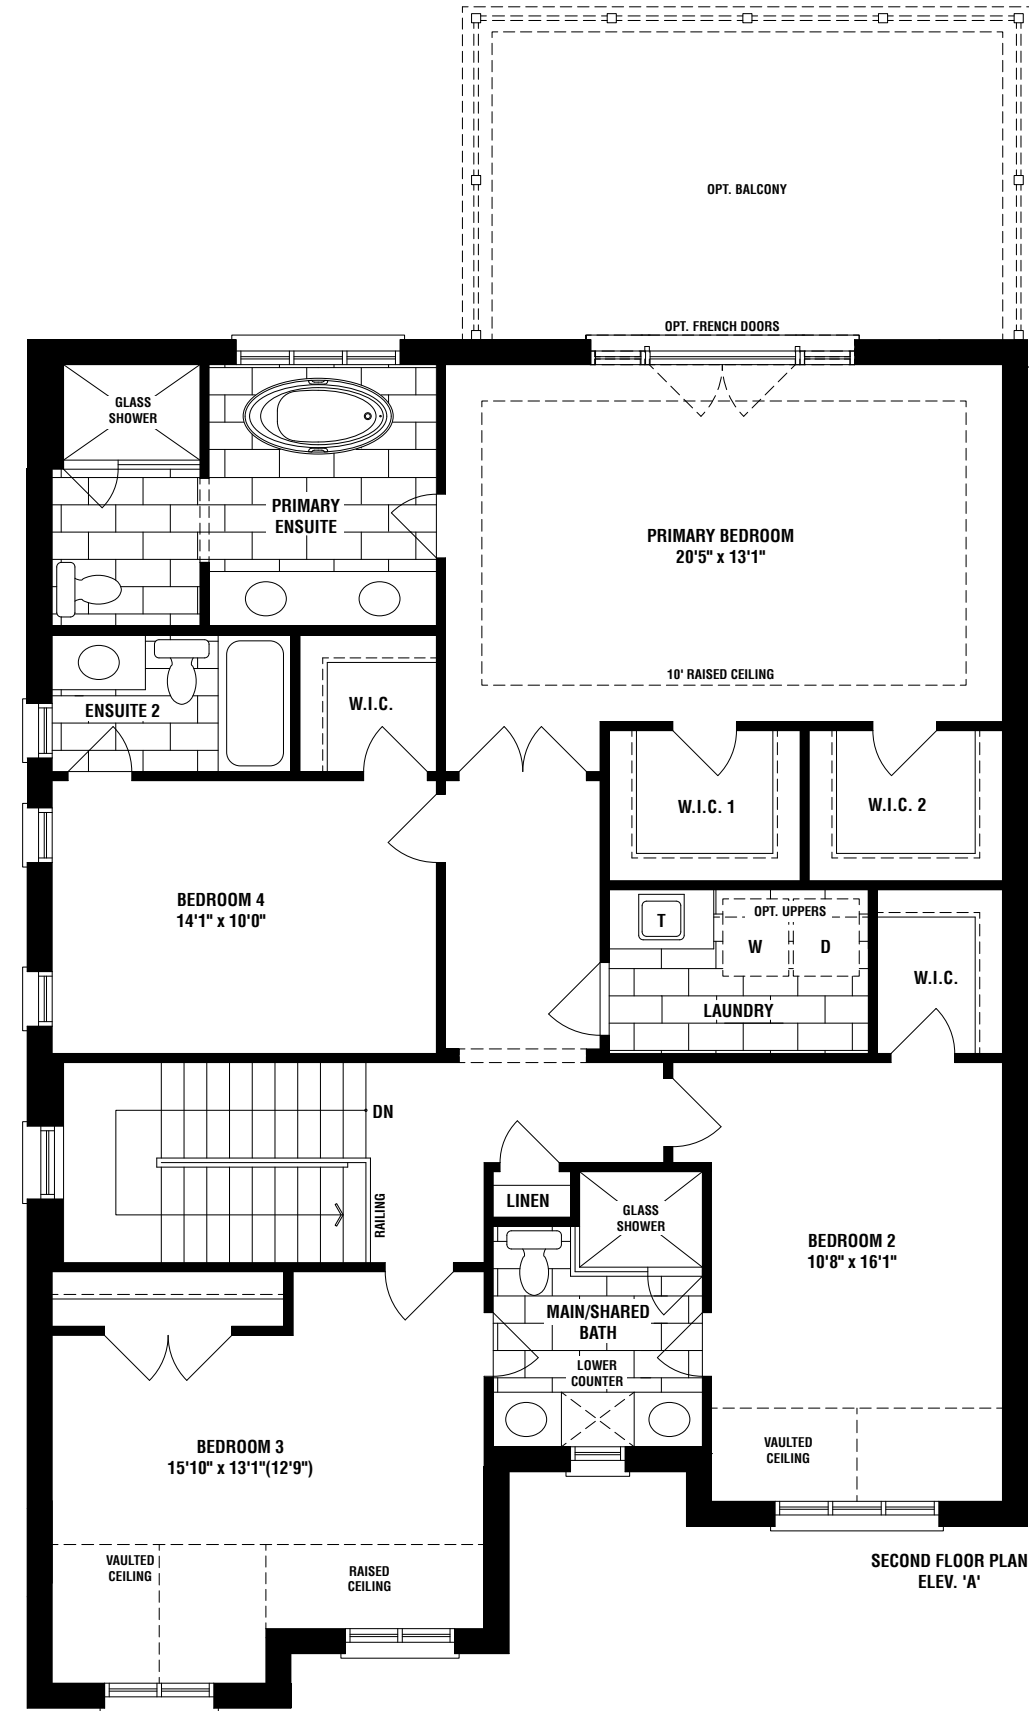 OPT. BALCONY
OPT. FRENCH DOORS
GLASS
SHOWER
PRIMARY
ENSUITE
PRIMARY BEDROOM
20'5" x 13'1"
10' RAISED CEILING
ENSUITE 2
W.I.C.
W.I.C. 1
W.I.C. 2
BEDROOM 4
14'1" x 10'0"
OPT. UPPERS
T
W
D
LAUNDRY
W.I.C.
DN
RAILING
LINEN
GLASS
SHOWER
BEDROOM 2
10'8" x 16'1"
MAIN/SHARED
BATH
LOWER
COUNTER
BEDROOM 3
15'10" x 13'1"(12'9")
VAULTED
CEILING
VAULTED
CEILING
RAISED
CEILING
SECOND FLOOR PLAN
ELEV. 'A'